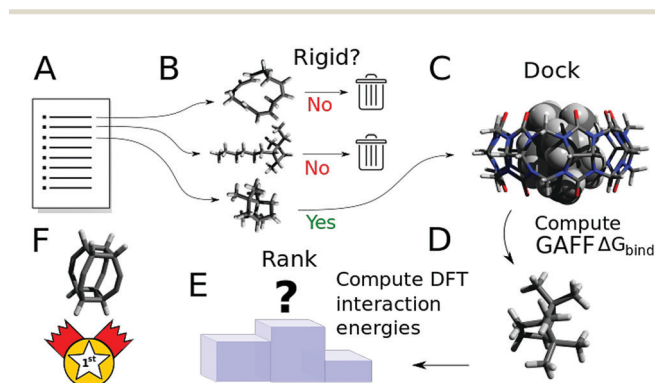 A
B
Rigid?
C
Dock
No
No
Yes
Compute
GAFF ΔGbind
D
F
Rank
E
?
Compute DFT
interaction
energies
1st